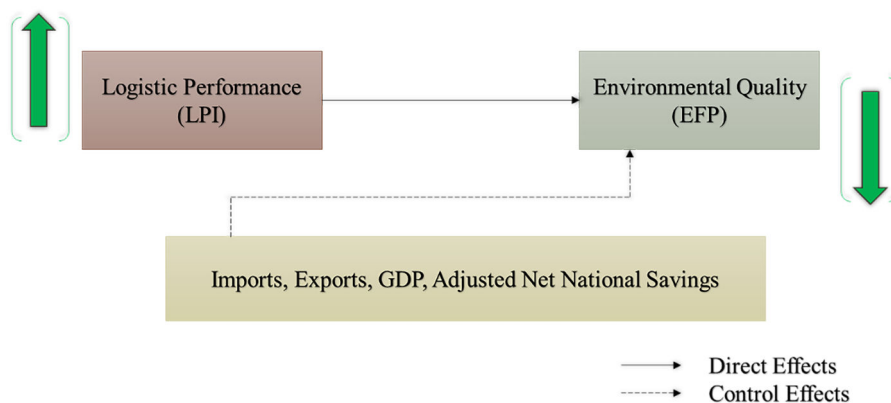 Logistic Performance
(LPI)
Environmental Quality
(EFP)
Imports, Exports, GDP, Adjusted Net National Savings
Direct Effects
Control Effects